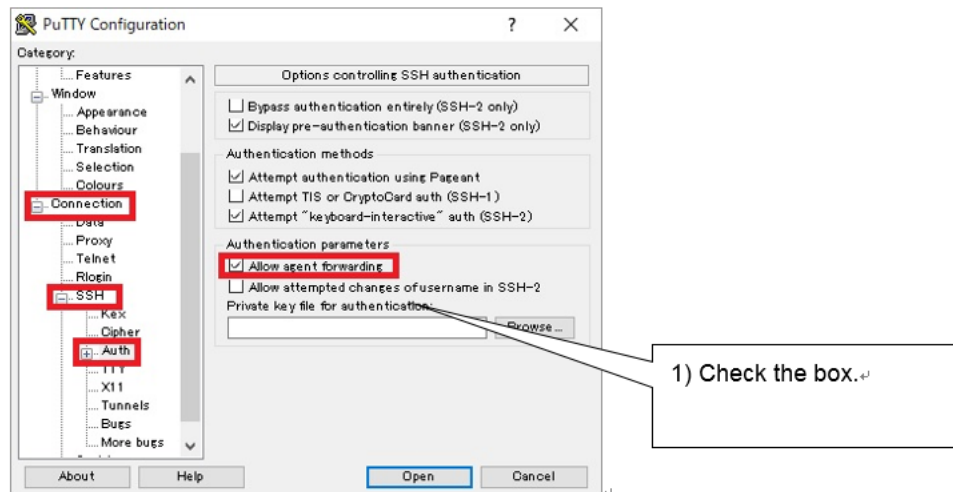 PuTTY Configuration
?
Category:
Features
Window
Appearance
Behaviour
Translation
Selection
Colours
Connection
Data
Proxy
Telnet
Rlogin
SSH
Kex
Cipher
Auth
TTY
X11
Tunnels
Bugs
More bugs
Options controlling SSH authentication
Bypass authentication entirely (SSH-2 only)
Display pre-authentication banner (SSH-2 only)
Authentication methods
Attempt authentication using Pageant
Attempt TIS or CryptoCard auth (SSH-1)
Attempt "keyboard-interactive" auth (SSH-2)
Authentication parameters
Allow agent forwarding
Allow attempted changes of username in SSH-2
Private key file for authentication:
Browse...
1) Check the box.
About
Help
Open
Cancel